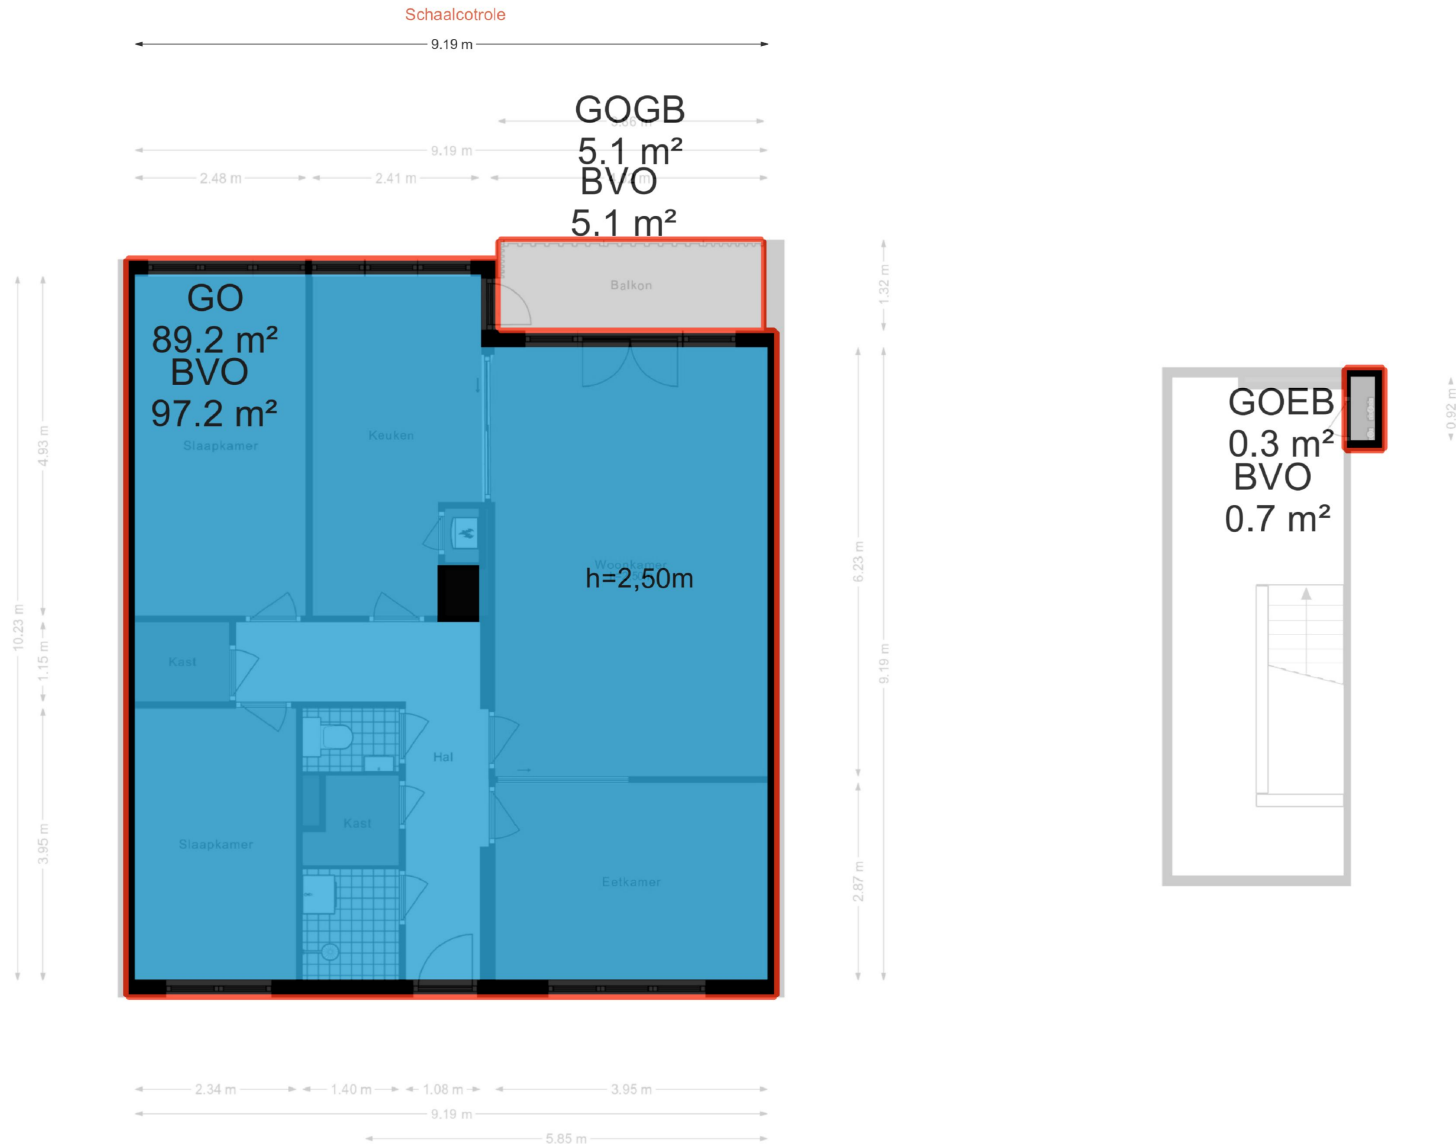 Schaalcotrole
9.19 m
GOGB
5.1 m²
9.19 m
BVO
2.48 m
2.41 m
5.1 m²
Balkon
1.32 m
GO
89.2 m²
BVO
97.2 m²
Slaapkamer
Keuken
4.93 m
GOEB
0.3 m²
BVO
0.7 m²
0.92 m
Woonkamer
h=2,50m
6.23 m
10.23 m
1.15 m
Kast
9.19 m
Hal
Kast
Slaapkamer
3.95 m
Eetkamer
2.87 m
2.34 m
1.40 m
1.08 m
3.95 m
9.19 m
5.85 m